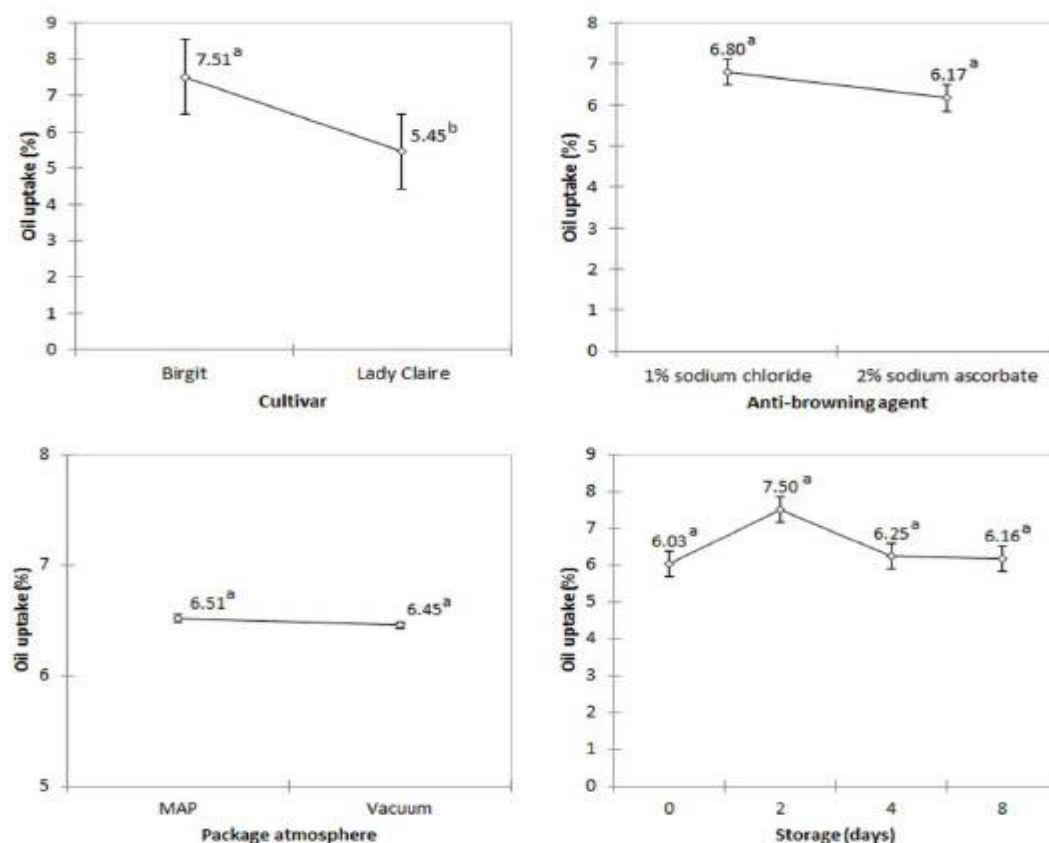 9
8
7
6
5
4
3
2
1
0
Oil uptake (%)
7.51a
5.45b
Birgit
Lady Claire
Cultivar
8
7
6
5
4
3
2
1
0
Oil uptake (%)
6.80a
6.17a
1% sodium chloride
2% sodium ascorbate
Anti-browning agent
8
7
6
5
Oil uptake (%)
6.51a
6.45a
MAP
Vacuum
Package atmosphere
9
8
7
6
5
4
3
2
1
0
Oil uptake (%)
6.03a
7.50a
6.25a
6.16a
0
2
4
8
Storage (days)